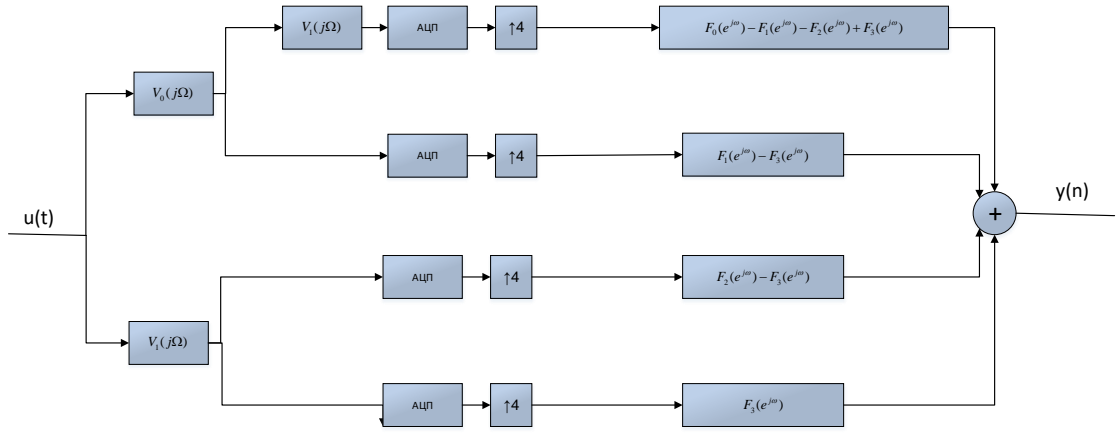 V₁(jΩ) АЦП ↑4 F₀(e^{jω}) − F₁(e^{jω}) − F₂(e^{jω}) + F₃(e^{jω})
V₀(jΩ)
АЦП ↑4 F₁(e^{jω}) − F₃(e^{jω})
u(t) + y(n)
АЦП ↑4 F₂(e^{jω}) − F₃(e^{jω})
V₁(jΩ)
АЦП ↑4 F₃(e^{jω})